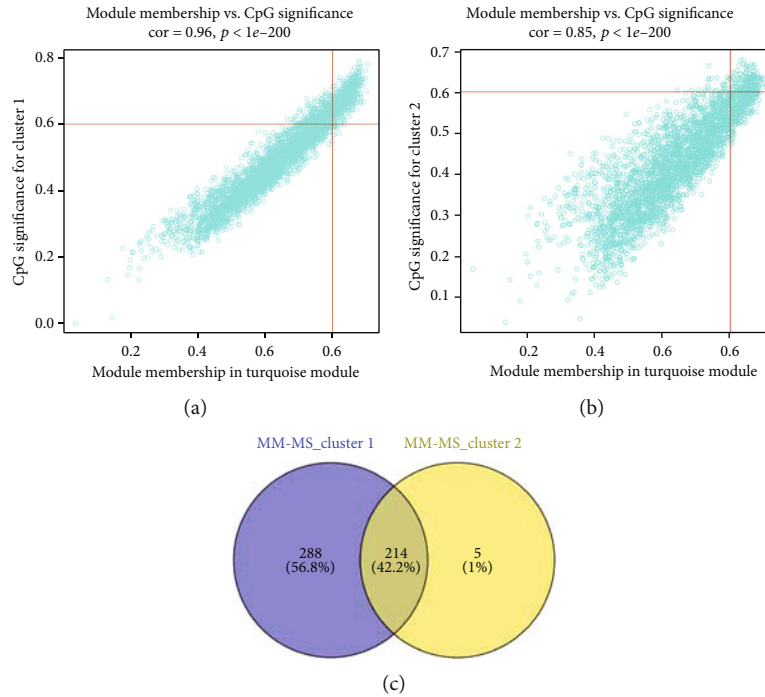 Module membership vs. CpG significance
cor = 0.96, p < 1e–200
CpG significance for cluster 1
0.8
0.6
0.4
0.2
0.0
0.2
0.4
0.6
0.6
Module membership in turquoise module
(a)
Module membership vs. CpG significance
cor = 0.85, p < 1e–200
CpG significance for cluster 2
0.7
0.6
0.5
0.4
0.3
0.2
0.1
0.2
0.4
0.6
0.6
Module membership in turquoise module
(b)
MM-MS_cluster 1
MM-MS_cluster 2
288
(56.8%)
214
(42.2%)
5
(1%)
(c)